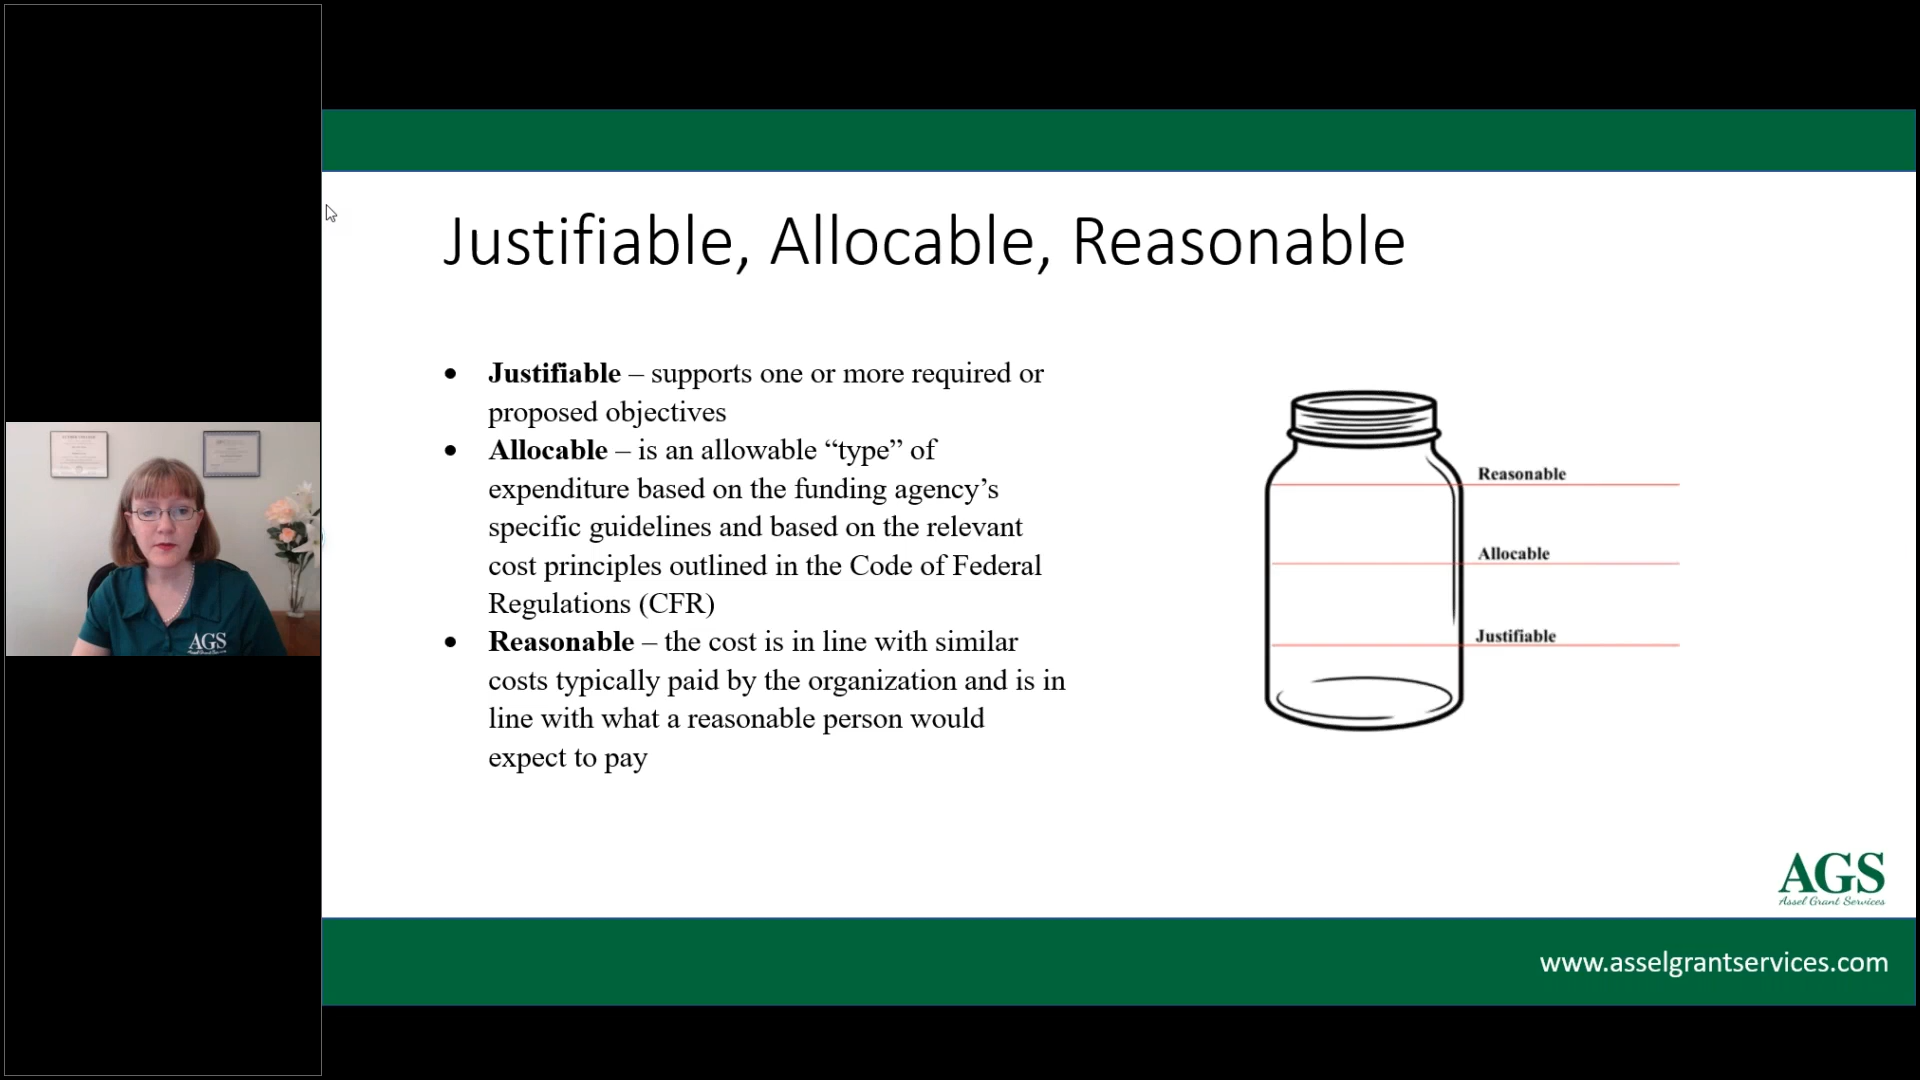 Justifiable, Allocable, Reasonable
● Justifiable – supports one or more required or
proposed objectives
● Allocable – is an allowable “type” of
expenditure based on the funding agency’s
specific guidelines and based on the relevant
cost principles outlined in the Code of Federal
Regulations (CFR)
● Reasonable – the cost is in line with similar
costs typically paid by the organization and is in
line with what a reasonable person would
expect to pay
Reasonable
Allocable
Justifiable
AGS
AGS
Assel Grant Services
www.asselgrantservices.com